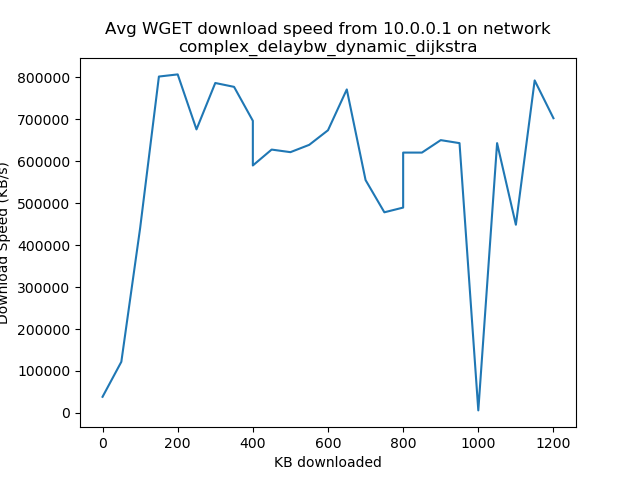 Avg WGET download speed from 10.0.0.1 on network
complex_delaybw_dynamic_dijkstra
800000
700000
600000
500000
400000
300000
200000
100000
0
Download Speed (KB/s)
0 200 400 600 800 1000 1200
KB downloaded